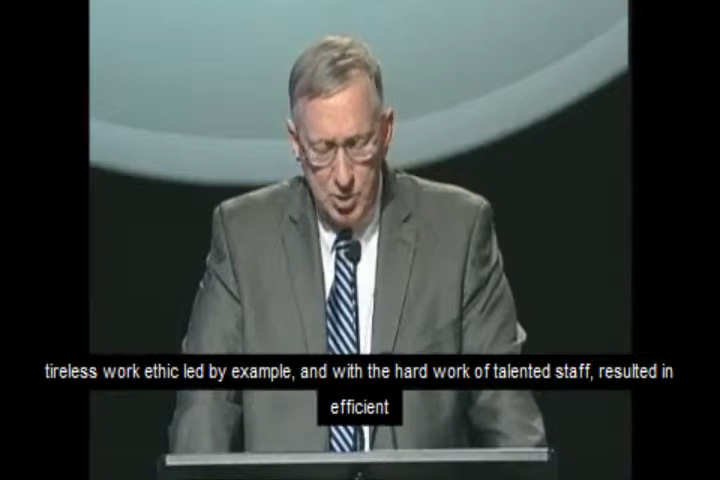 tireless work ethic led by example, and with the hard work of talented staff, resulted in
efficient